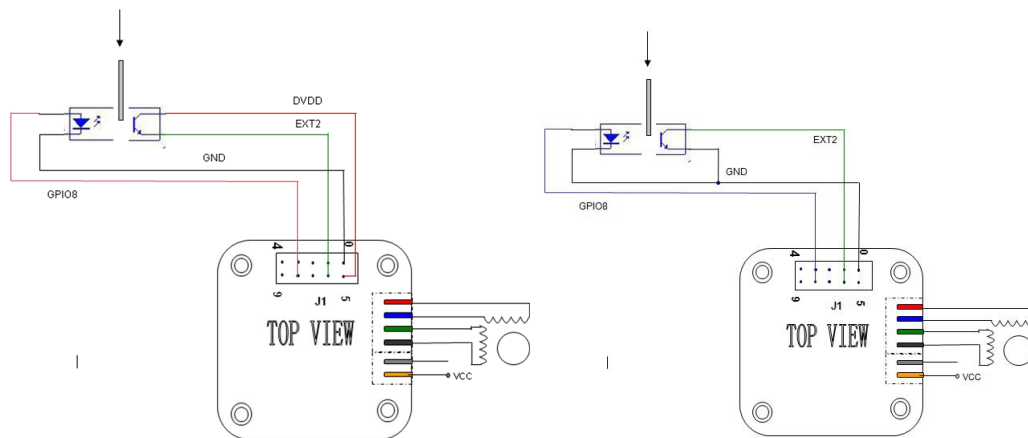 DVDD
EXT2
GND
GPIO8
4
0
9
J1
5
TOP VIEW
VCC
EXT2
GND
GPIO8
4
0
9
J1
5
TOP VIEW
VCC